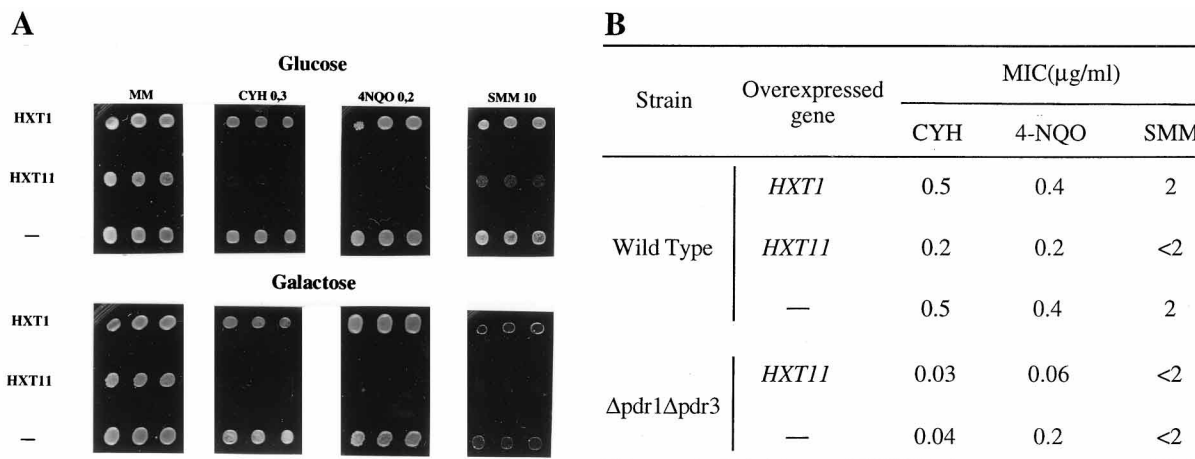 A
Glucose
MM CYH 0,3 4NQO 0,2 SMM 10
HXT1
HXT11
—
Galactose
HXT1
HXT11
—
B
MIC(µg/ml)
Strain Overexpressed gene
CYH 4-NQO SMM
HXT1 0.5 0.4 2
Wild Type HXT11 0.2 0.2 <2
— 0.5 0.4 2
HXT11 0.03 0.06 <2
Δpdr1Δpdr3
— 0.04 0.2 <2